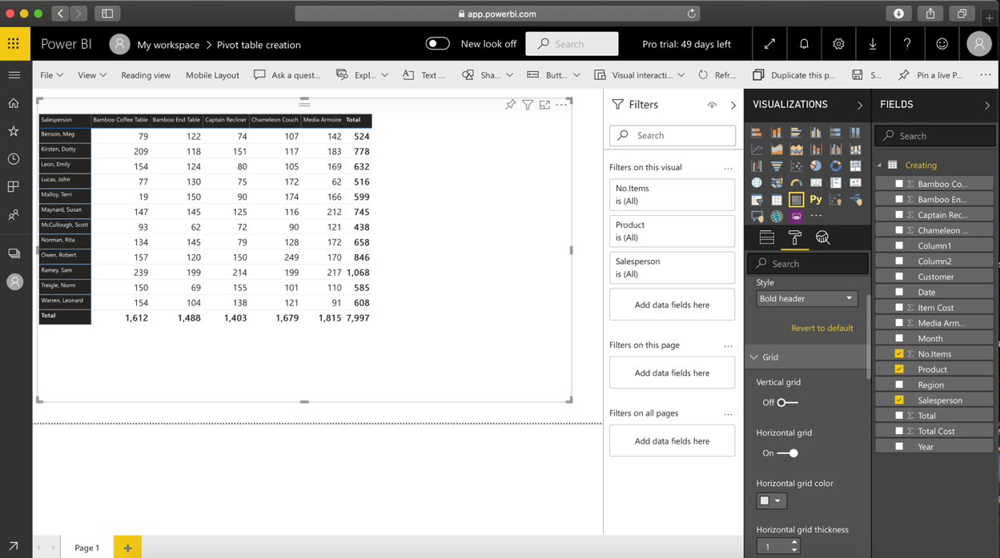 app.powerbi.com
Power BI My workspace > Pivot table creation New look off Search Pro trial: 49 days left
File View Reading view Mobile Layout Ask a quest... Expl... Text ... Sha... Butt... Visual interacti... Refr... Duplicate this p... S... Pin a live P... ...
Salesperson Bamboo Coffee Table Bamboo End Table Captain Recliner Chameleon Couch Media Armoire Total
Benson, Meg 79 122 74 107 142 524
Kirsten, Dotty 209 118 151 117 183 778
Leon, Emily 154 124 80 105 169 632
Lucas, John 77 130 75 172 62 516
Malloy, Terri 19 150 90 174 166 599
Maynard, Susan 147 145 125 116 212 745
McCullough, Scott 93 62 72 90 121 438
Norman, Rita 134 145 79 128 172 658
Owen, Robert 157 120 150 249 170 846
Ramey, Sam 239 199 214 199 217 1,068
Treigle, Norm 150 69 155 101 110 585
Warren, Leonard 154 104 138 121 91 608
Total 1,612 1,488 1,403 1,679 1,815 7,997
Page 1
Filters
Search
Filters on this visual ...
No.Items
is (All)
Product
is (All)
Salesperson
is (All)
Add data fields here
Filters on this page ...
Add data fields here
Filters on all pages ...
Add data fields here
VISUALIZATIONS
Py
...
Search
Style
Bold header
Revert to default
Grid
Vertical grid
Off
Horizontal grid
On
Horizontal grid color
Horizontal grid thickness
1
FIELDS
Search
Creating
Σ Bamboo Co...
Σ Bamboo En...
Σ Captain Rec...
Σ Chameleon ...
Column1
Column2
Customer
Date
Σ Item Cost
Σ Media Arm...
Month
Σ No.Items
Product
Region
Salesperson
Σ Total
Σ Total Cost
Year